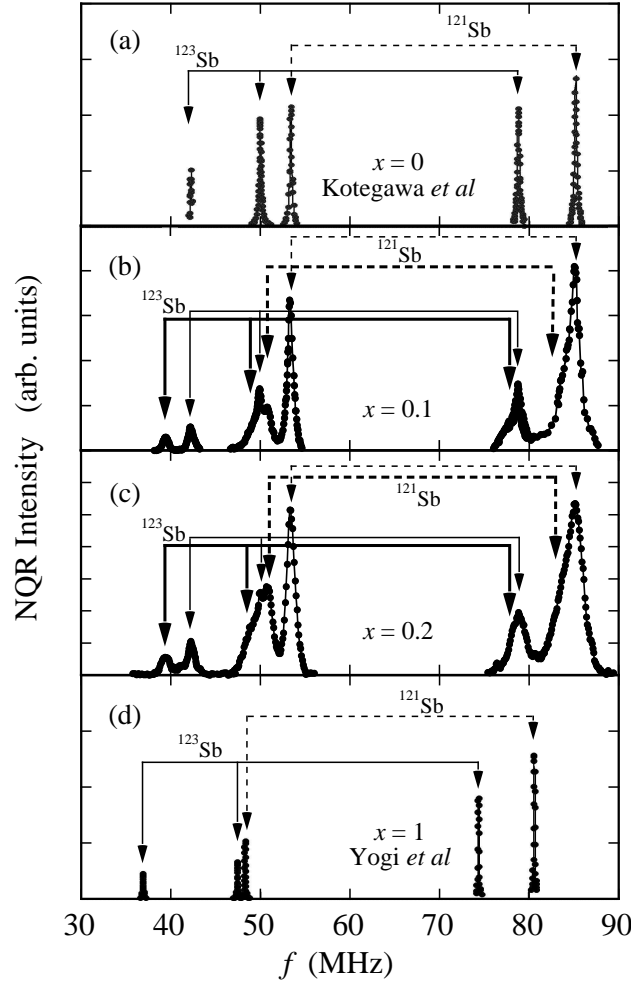 (a)
¹²¹Sb
¹²³Sb
x = 0
Kotegawa et al
(b)
¹²¹Sb
¹²³Sb
x = 0.1
(c)
¹²¹Sb
¹²³Sb
x = 0.2
(d)
¹²¹Sb
¹²³Sb
x = 1
Yogi et al
NQR Intensity (arb. units)
30 40 50 60 70 80 90
f (MHz)